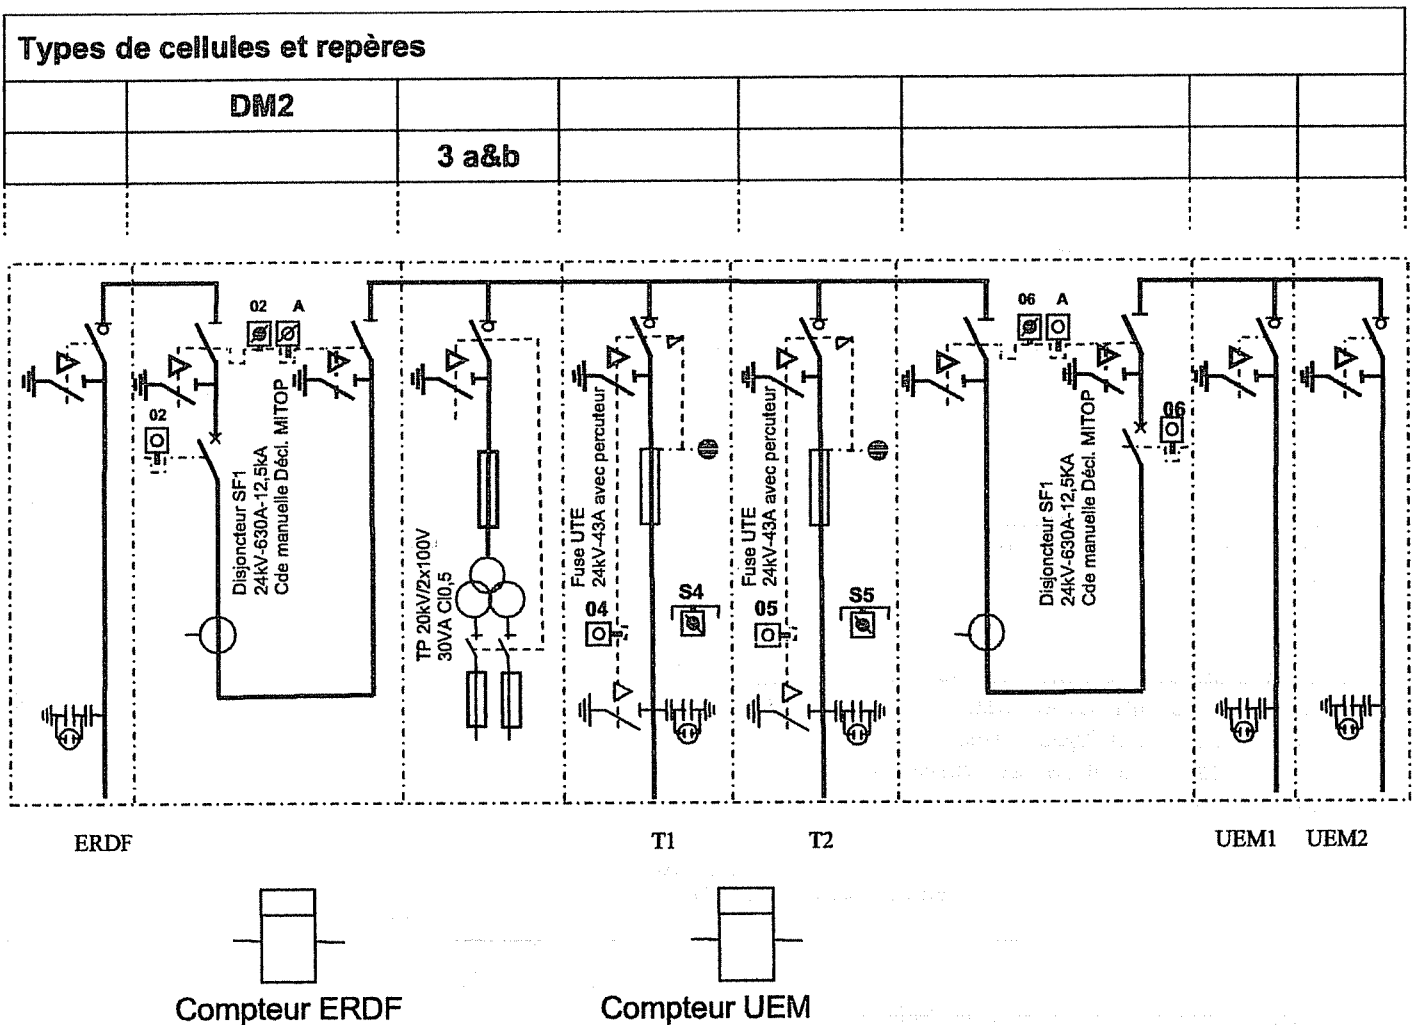 Types de cellules et repères
DM2
3 a&b
02 A
06 A
02
06
Disjoncteur SF1
24kV-630A-12,5kA
Cde manuelle Décl. MITOP
TP 20kV/2x100V
30VA Cl0,5
Fuse UTE
24kV-43A avec percuteur
04
S4
Fuse UTE
24kV-43A avec percuteur
05
S5
Disjoncteur SF1
24kV-630A-12,5KA
Cde manuelle Décl. MITOP
ERDF
T1
T2
UEM1
UEM2
Compteur ERDF
Compteur UEM